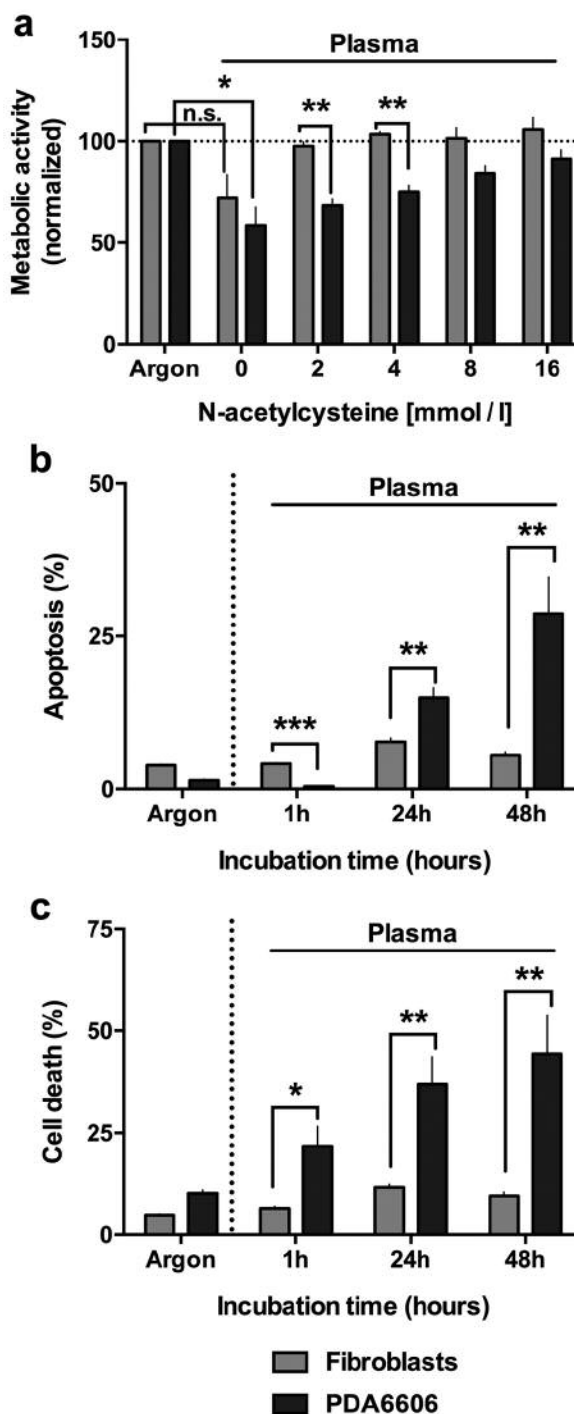 a
Plasma
Metabolic activity
(normalized)
150
100
50
0
*
n.s.
**
**
Argon 0 2 4 8 16
N-acetylcysteine [mmol / l]
b
Plasma
Apoptosis (%)
50
25
0
***
**
**
Argon 1h 24h 48h
Incubation time (hours)
c
Plasma
Cell death (%)
75
50
25
0
*
**
**
Argon 1h 24h 48h
Incubation time (hours)
Fibroblasts
PDA6606